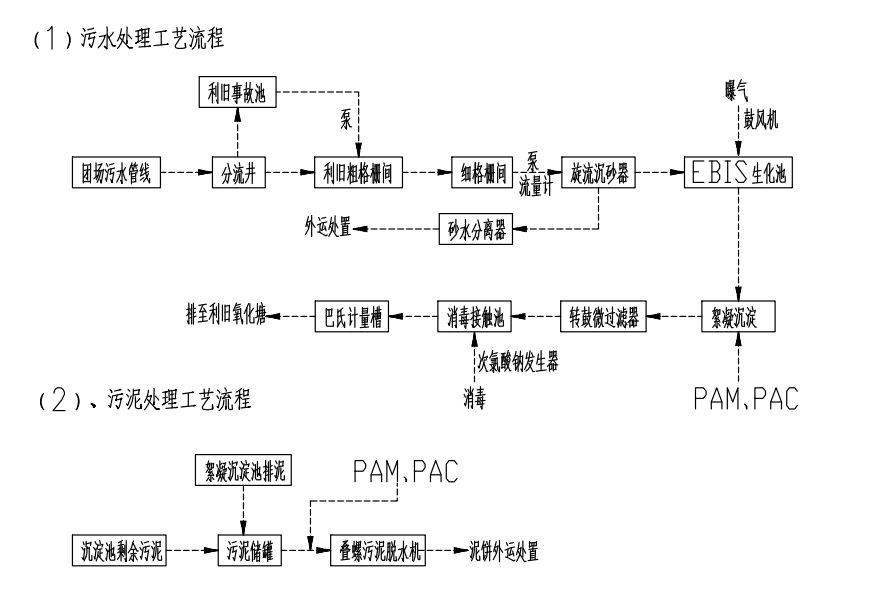 （1）污水处理工艺流程
利旧事故池
泵
曝气
鼓风机
团场污水管线
分流井
利旧粗格栅间
细格栅间
泵
流量计
旋流沉砂器
EBIS生化池
外运处置
砂水分离器
排至利旧氧化塘
巴氏计量槽
消毒接触池
转鼓微过滤器
絮凝沉淀
次氯酸钠发生器
消毒
PAM、PAC
（2）、污泥处理工艺流程
絮凝沉淀池排泥
PAM、PAC
沉淀池剩余污泥
污泥储罐
叠螺污泥脱水机
泥饼外运处置